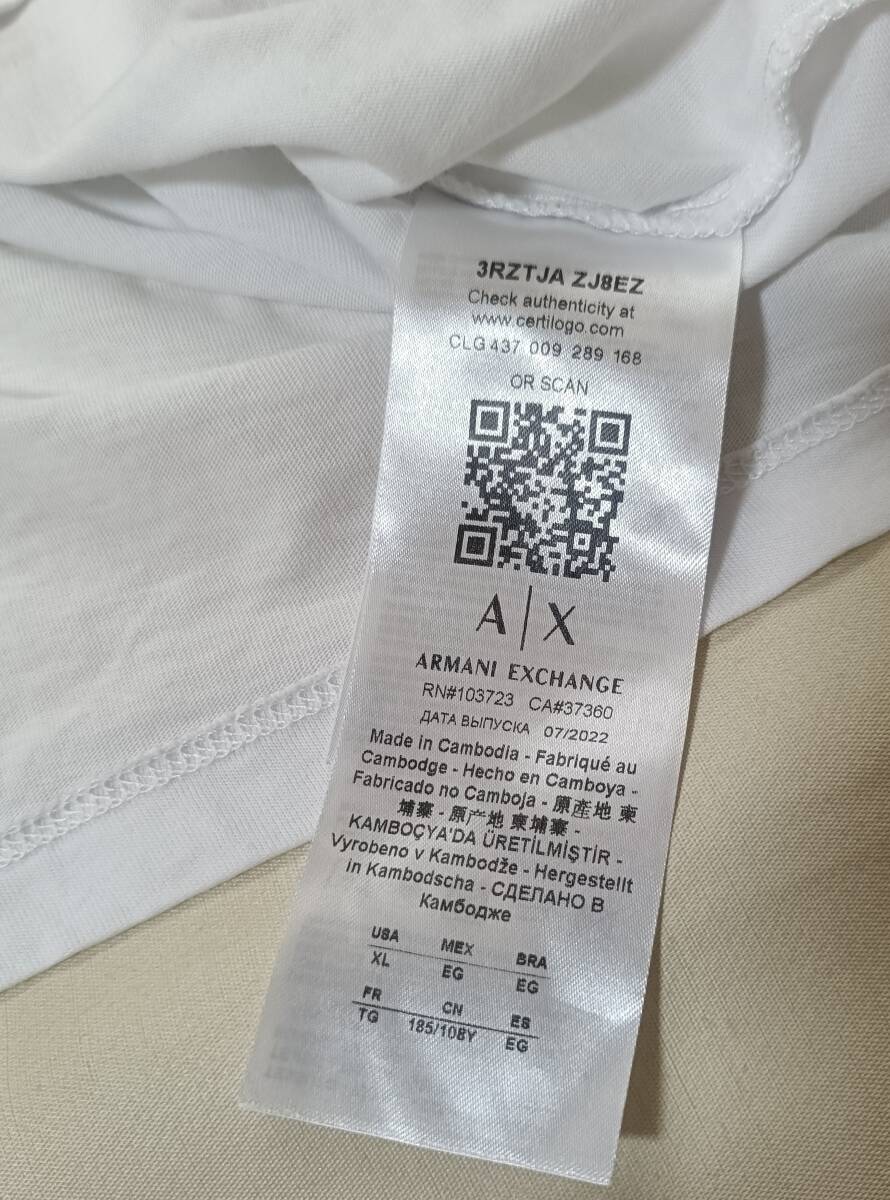 3RZTJA ZJ8EZ
Check authenticity at
www.certilogo.com
CLG 437 009 289 168
OR SCAN
A|X
ARMANI EXCHANGE
RN#103723 CA#37360
ДАТА ВЫПУСКА 07/2022
Made in Cambodia - Fabriqué au
Cambodge - Hecho en Camboya -
Fabricado no Camboja - 原產地 柬
埔寨 - 原产地 柬埔寨 -
KAMBOÇYA'DA ÜRETİLMİŞTİR -
Vyrobeno v Kambodže - Hergestellt
in Kambodscha - СДЕЛАНО В
Камбодже
USA MEX BRA
XL EG EG
FR CN ES
TG 185/108Y EG